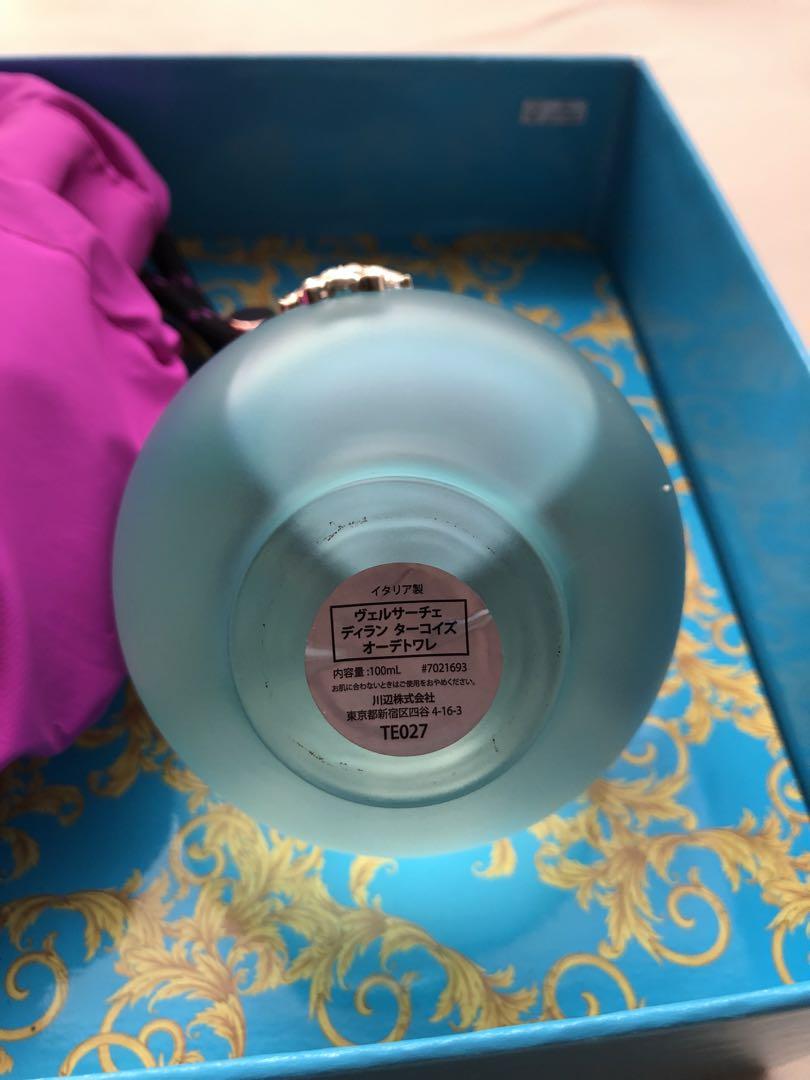 イタリア製
ヴェルサーチェ
ディラン ターコイズ
オーデトワレ
内容量:100mL #7021693
お肌に合わないときはご使用をおやめください。
川辺株式会社
東京都新宿区四谷 4-16-3
TE027